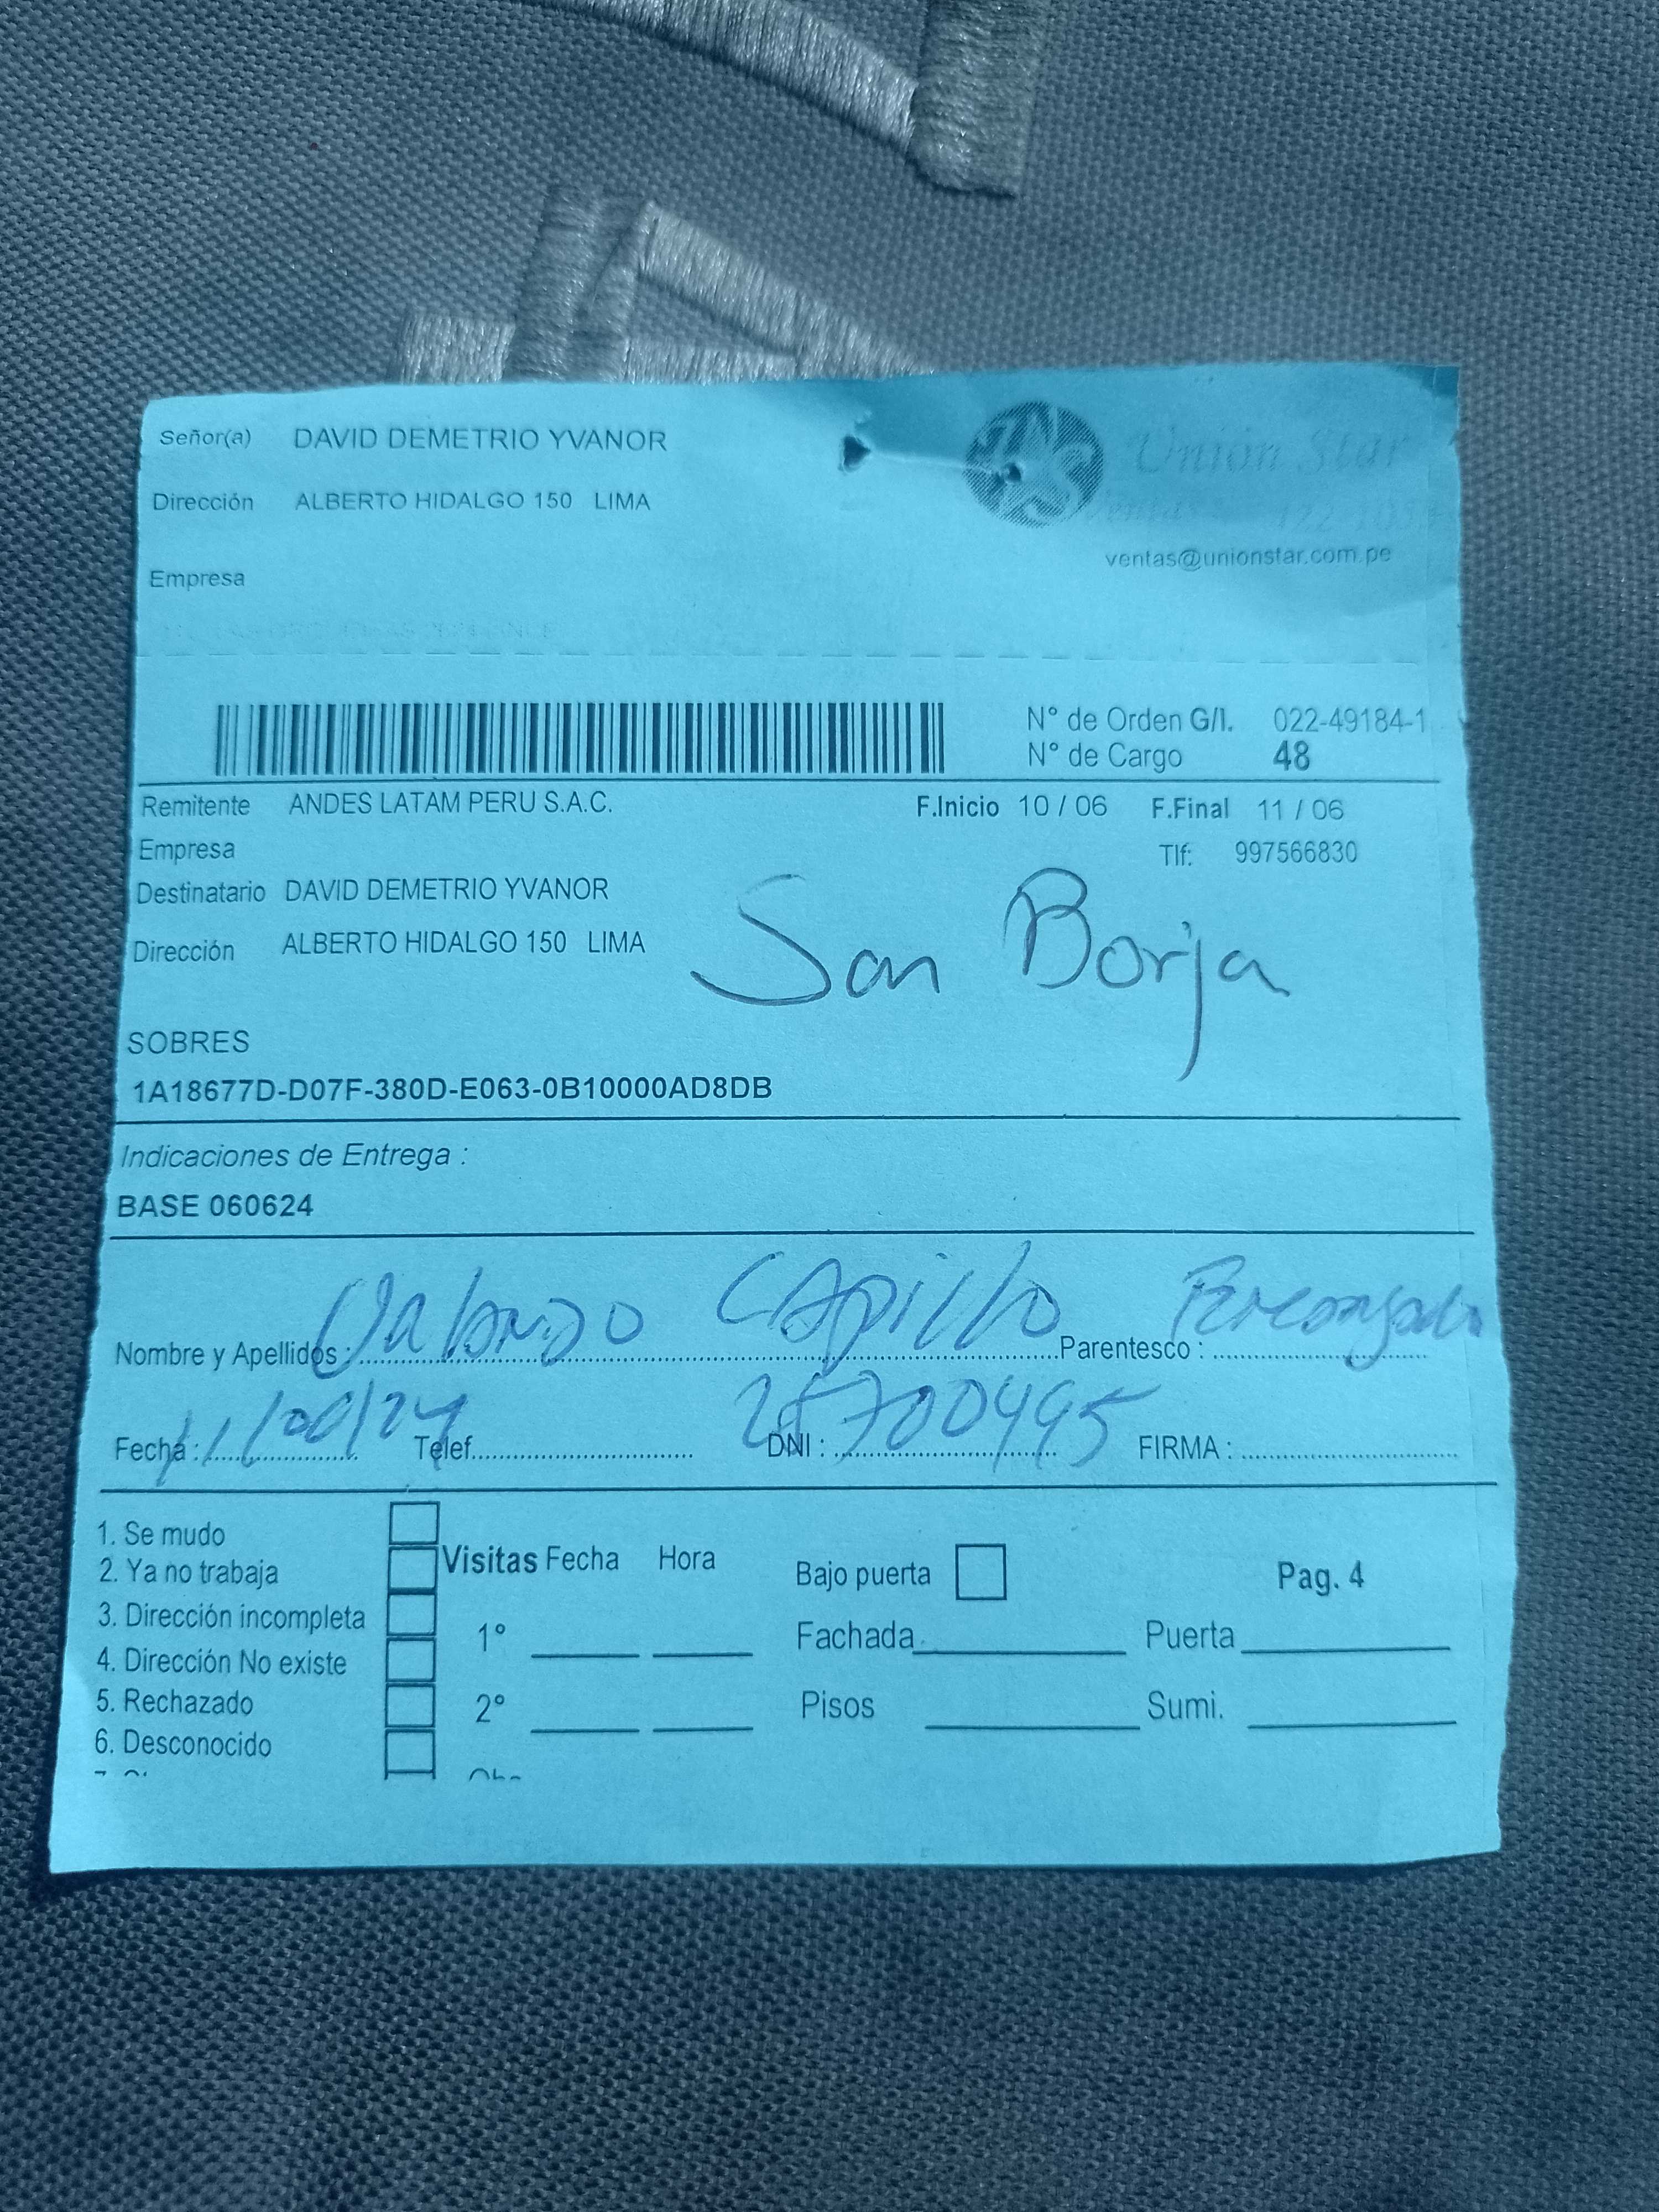 Señor(a) DAVID DEMETRIO YVANOR
Unión Star
Dirección ALBERTO HIDALGO 150 LIMA
ventas@unionstar.com.pe
Empresa
N° de Orden G/I. 022-49184-1
N° de Cargo 48
Remitente ANDES LATAM PERU S.A.C. F.Inicio 10 / 06 F.Final 11 / 06
Empresa Tlf: 997566830
Destinatario DAVID DEMETRIO YVANOR
San Borja
Dirección ALBERTO HIDALGO 150 LIMA
SOBRES
1A18677D-D07F-380D-E063-0B10000AD8DB
Indicaciones de Entrega :
BASE 060624
Nombre y Apellidos : Parentesco :
Fecha : Telef. DNI : FIRMA :
1. Se mudo
2. Ya no trabaja Visitas Fecha Hora Bajo puerta Pag. 4
3. Dirección incompleta 1° Fachada Puerta
4. Dirección No existe
5. Rechazado 2° Pisos Sumi.
6. Desconocido